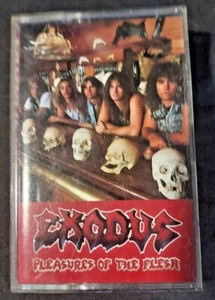 EXODUS
PLEASURES OF THE FLESH